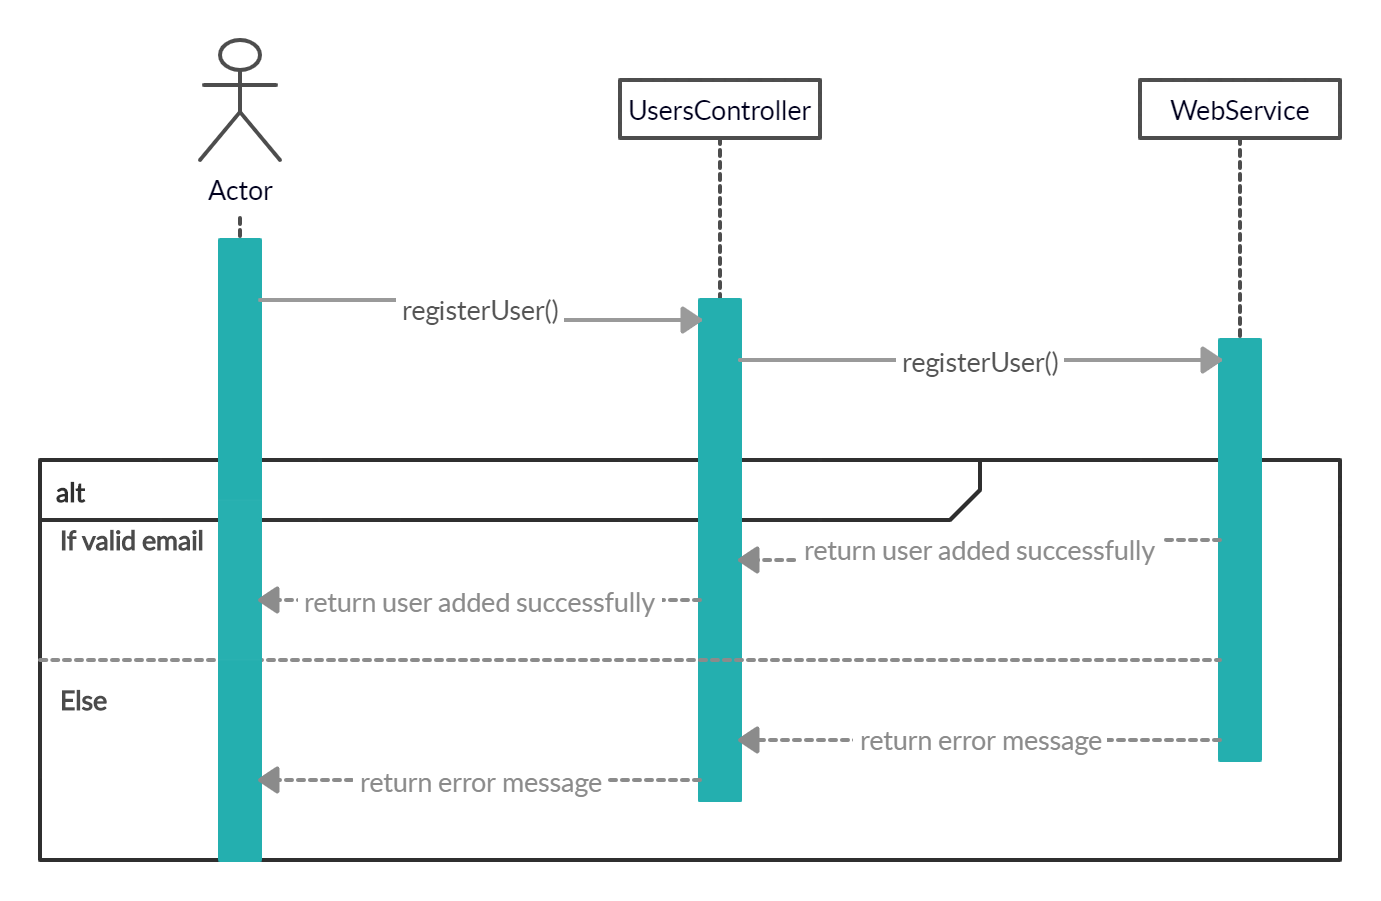 UsersController
WebService
Actor
registerUser()
registerUser()
alt
If valid email
return user added successfully
return user added successfully
Else
return error message
return error message